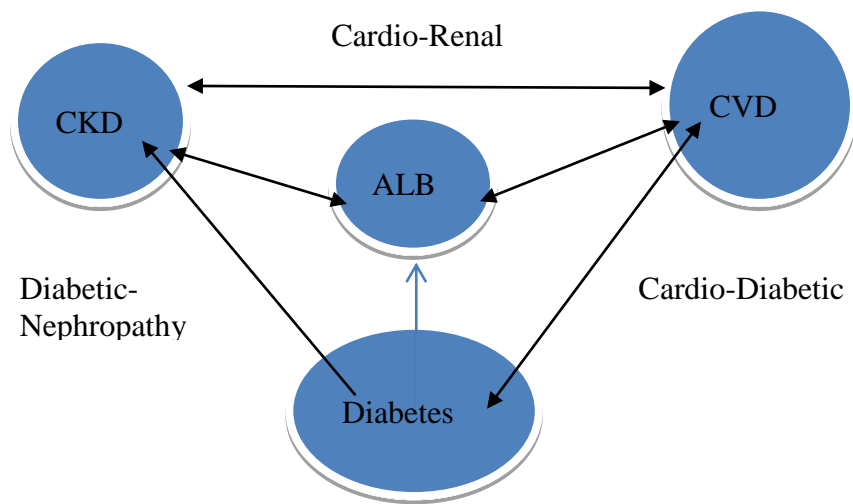 Cardio-Renal
CKD
CVD
ALB
Diabetic-
Nephropathy
Cardio-Diabetic
Diabetes